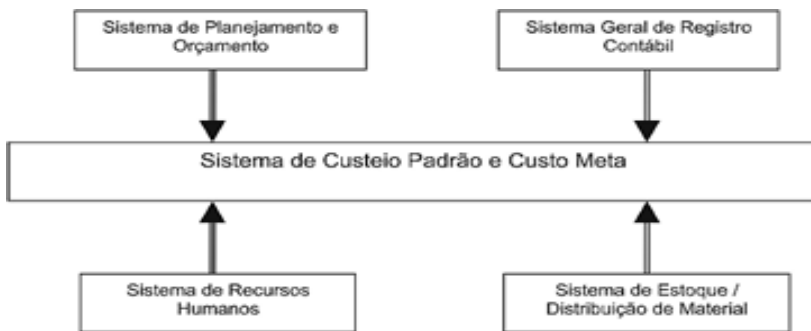 Sistema de Planejamento e
Orçamento
Sistema Geral de Registro
Contábil
Sistema de Custeio Padrão e Custo Meta
Sistema de Recursos
Humanos
Sistema de Estoque /
Distribuição de Material